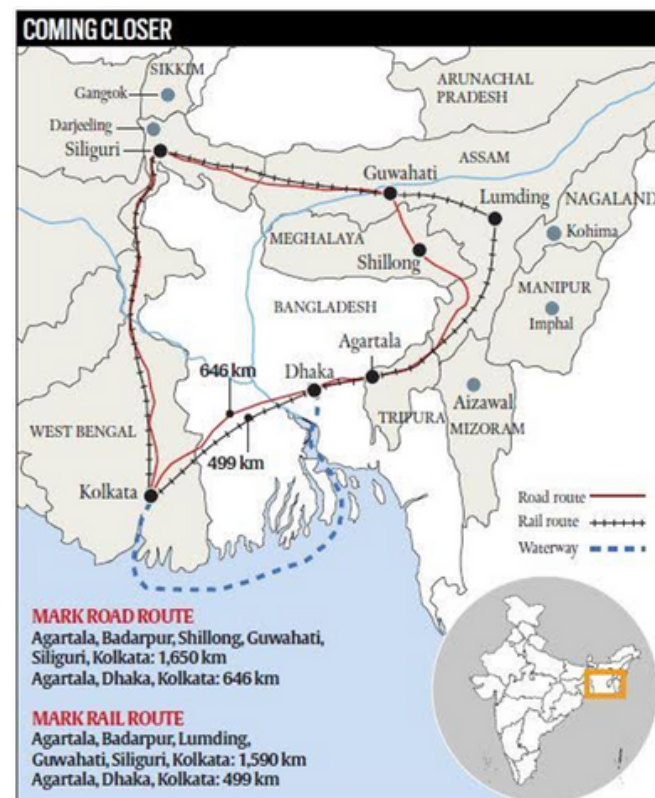 COMING CLOSER
SIKKIM
Gangtok
ARUNACHAL
PRADESH
Darjeeling
Siliguri
ASSAM
Guwahati
Lumding
NAGALAND
Kohima
MEGHALAYA
Shillong
MANIPUR
Imphal
BANGLADESH
Agartala
646 km
Dhaka
Aizawal
TRIPURA
MIZORAM
WEST BENGAL
499 km
Kolkata
Road route
Rail route
Waterway
MARK ROAD ROUTE
Agartala, Badarpur, Shillong, Guwahati,
Siliguri, Kolkata: 1,650 km
Agartala, Dhaka, Kolkata: 646 km
MARK RAIL ROUTE
Agartala, Badarpur, Lumding,
Guwahati, Siliguri, Kolkata: 1,590 km
Agartala, Dhaka, Kolkata: 499 km